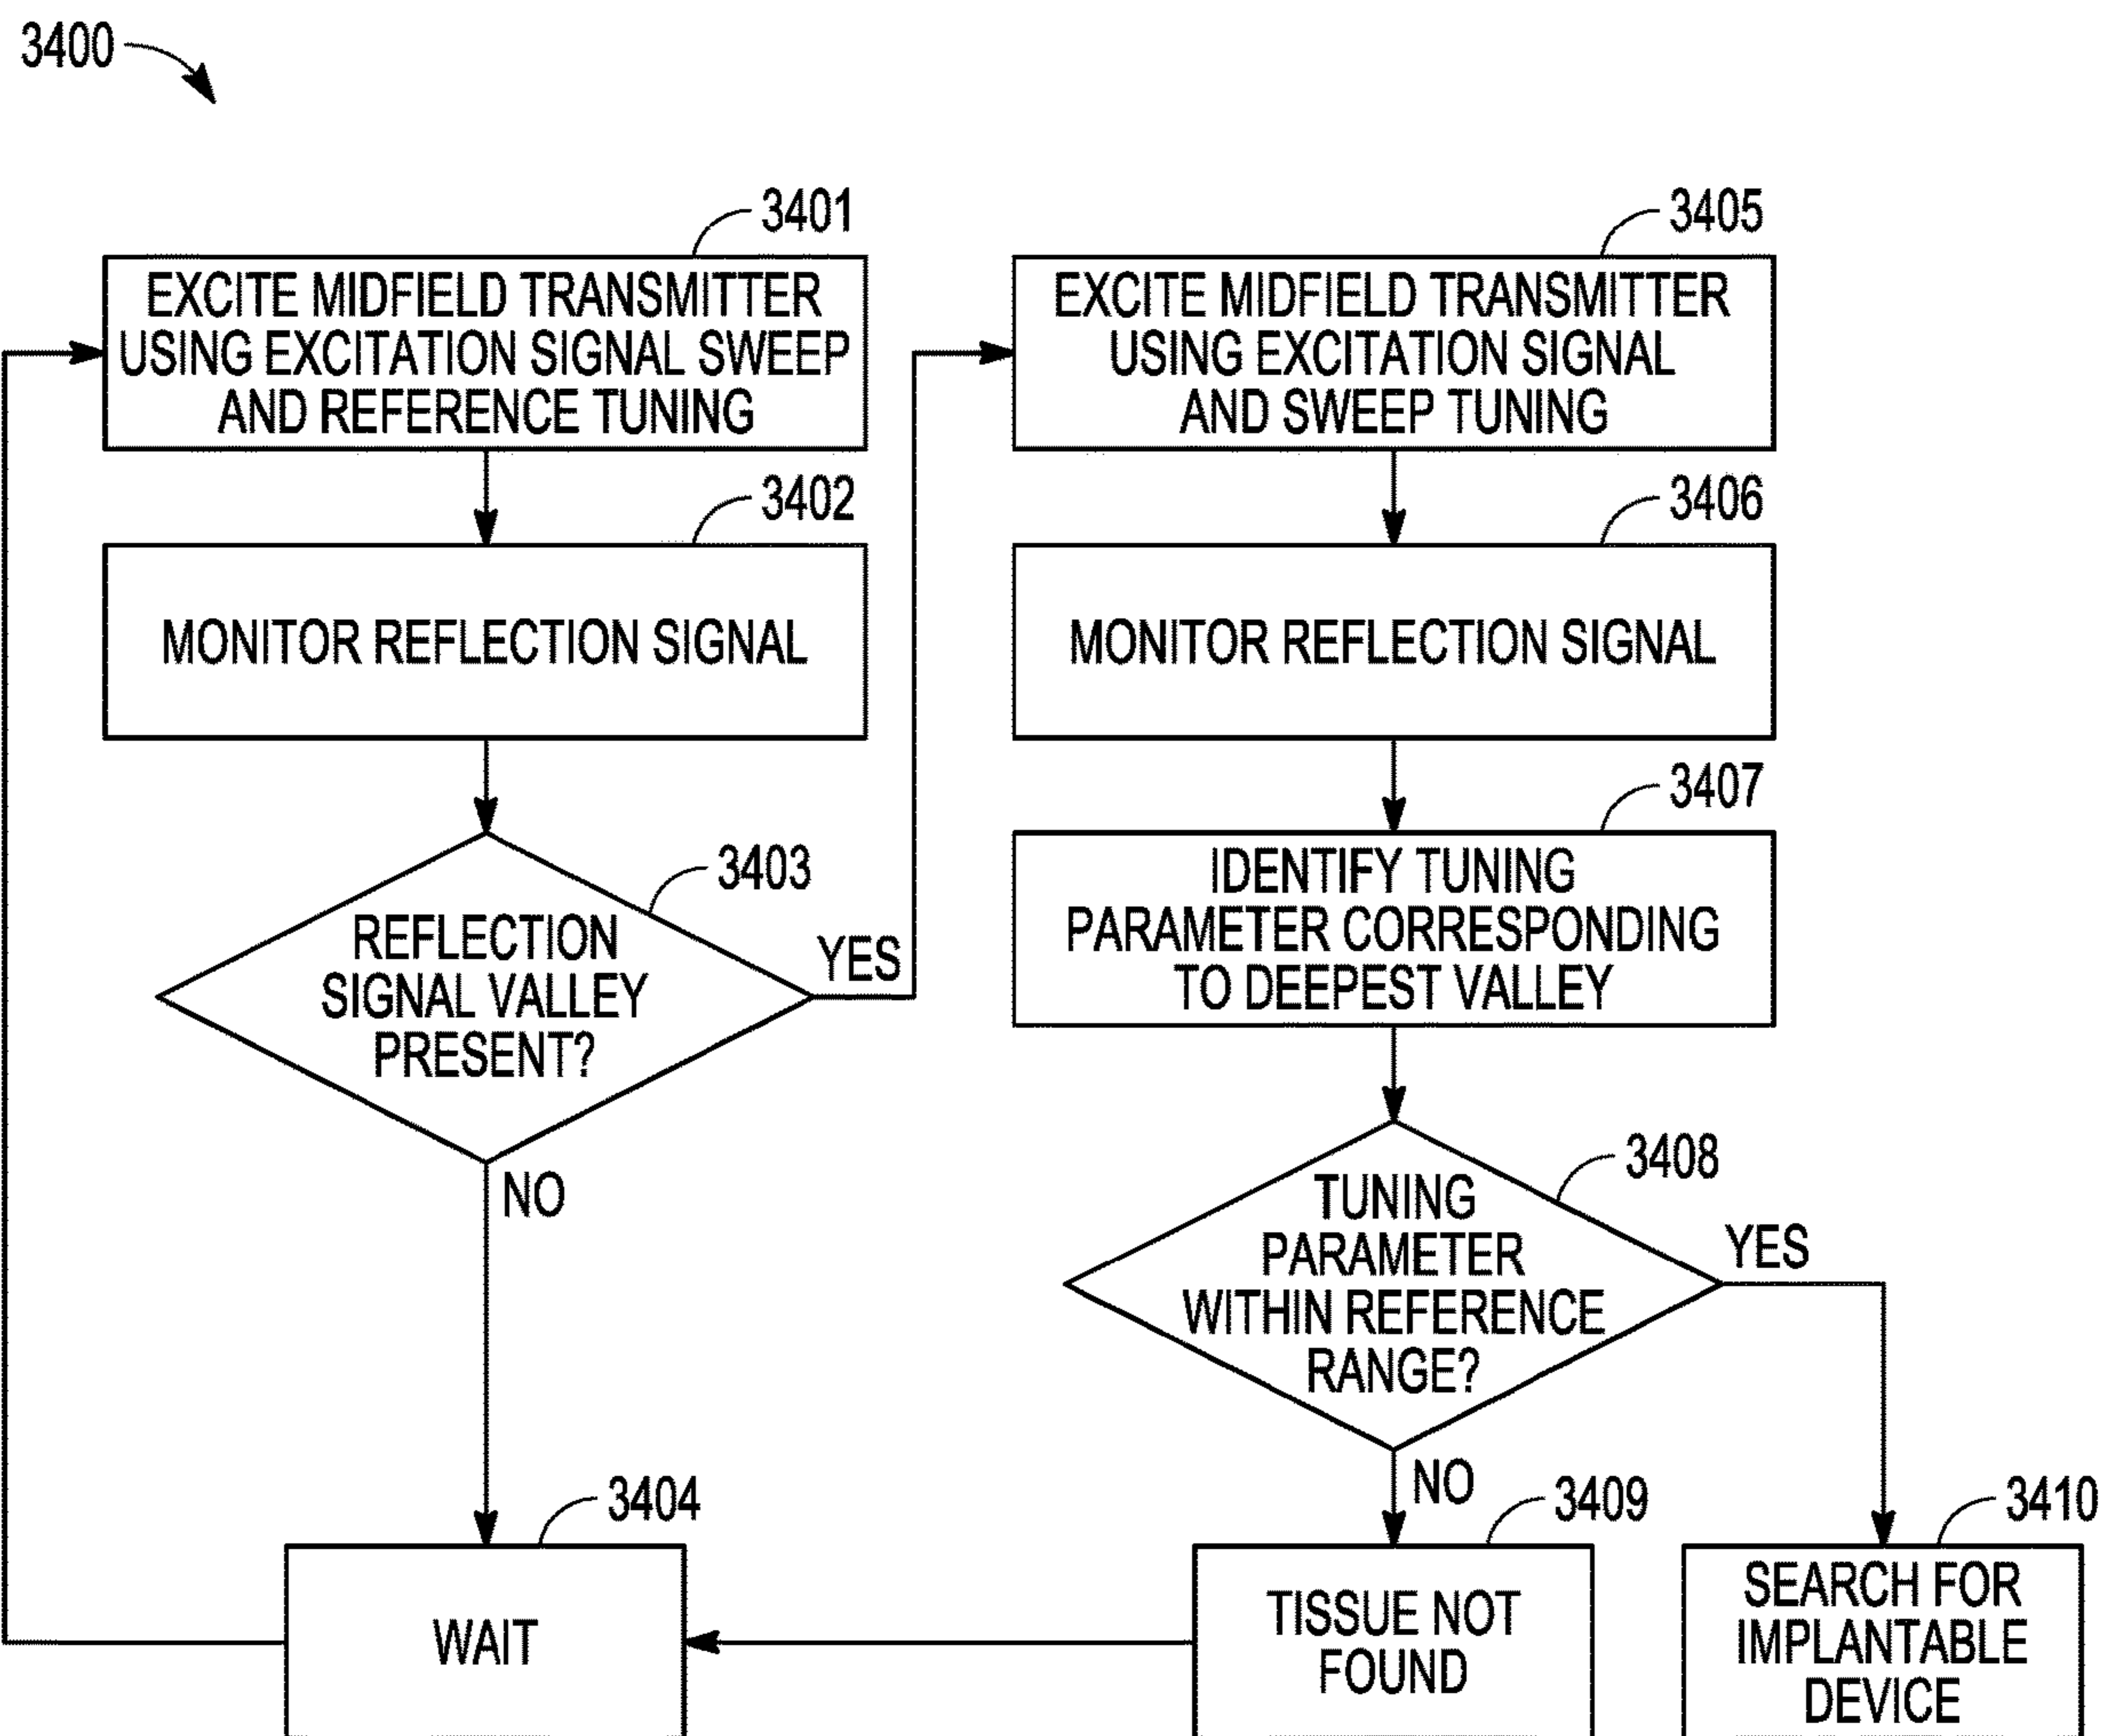 3400
3401
EXCITE MIDFIELD TRANSMITTER
USING EXCITATION SIGNAL SWEEP
AND REFERENCE TUNING
3402
MONITOR REFLECTION SIGNAL
3403
REFLECTION
SIGNAL VALLEY
PRESENT?
YES
NO
3404
WAIT
3405
EXCITE MIDFIELD TRANSMITTER
USING EXCITATION SIGNAL
AND SWEEP TUNING
3406
MONITOR REFLECTION SIGNAL
3407
IDENTIFY TUNING
PARAMETER CORRESPONDING
TO DEEPEST VALLEY
3408
TUNING
PARAMETER
WITHIN REFERENCE
RANGE?
YES
NO
3409
TISSUE NOT
FOUND
3410
SEARCH FOR
IMPLANTABLE
DEVICE